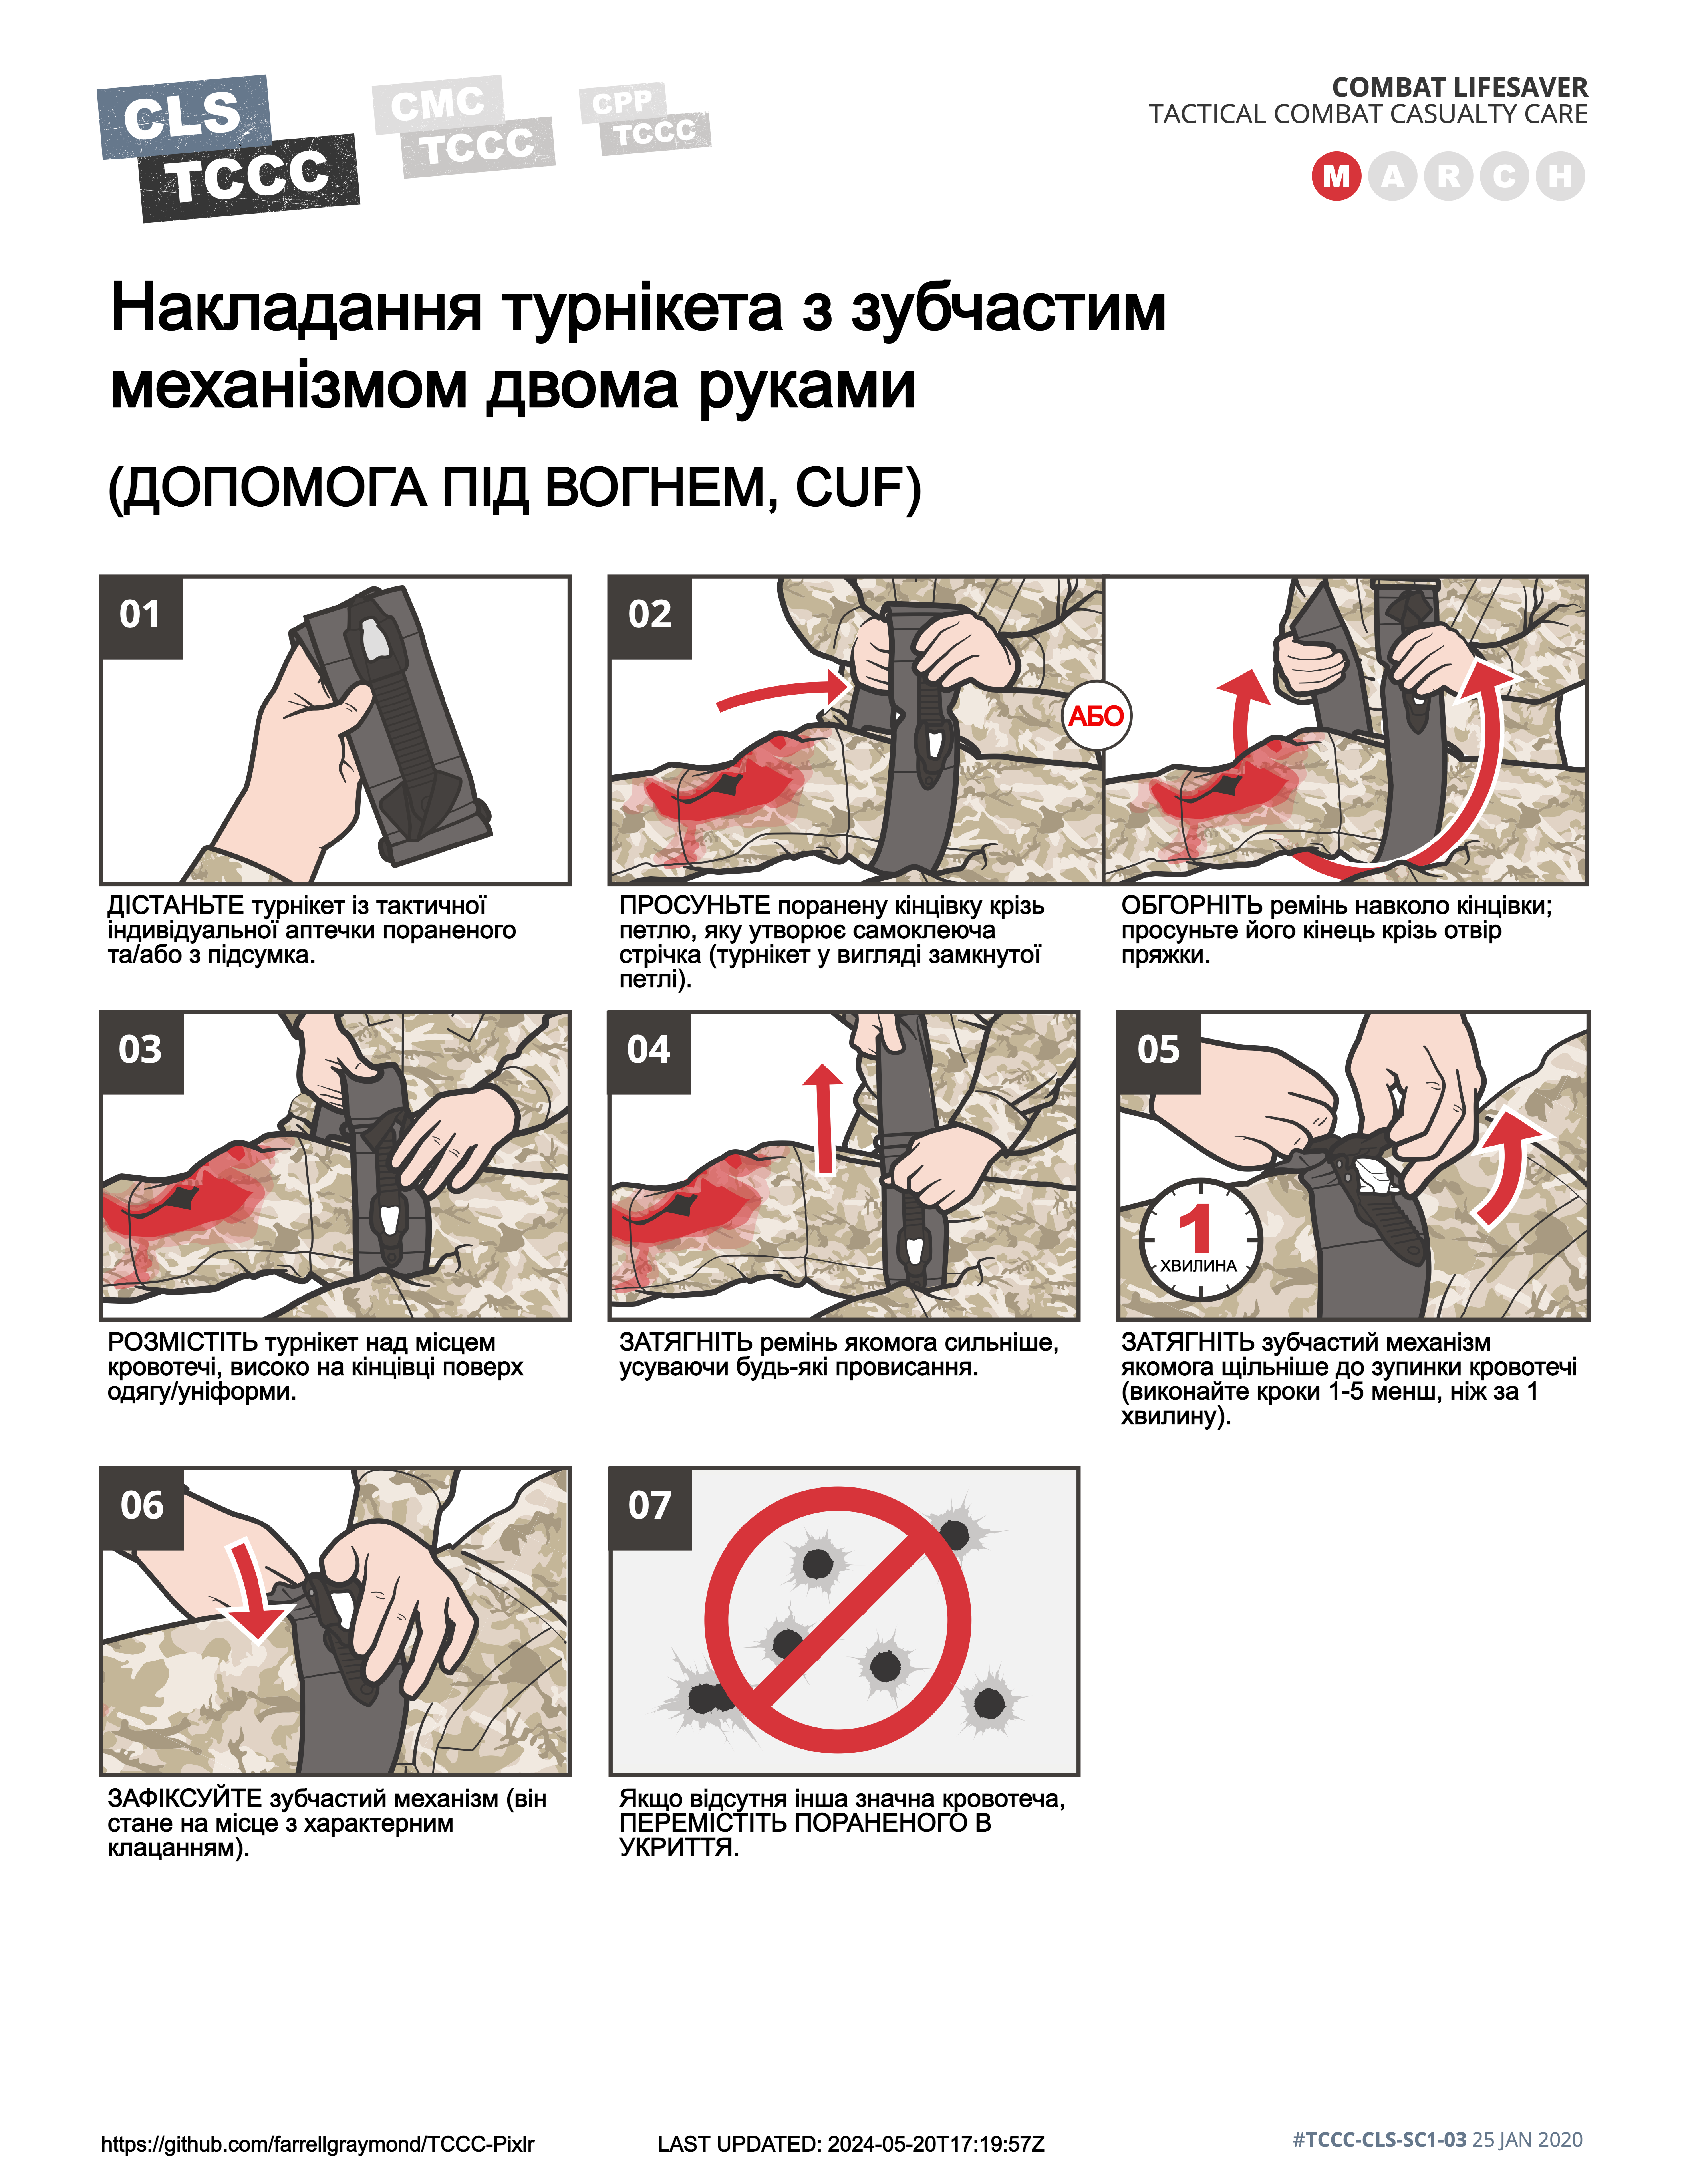 CLS
TCCC
CMC
TCCC
CPP
TCCC
COMBAT LIFESAVER
TACTICAL COMBAT CASUALTY CARE
M A R C H
Накладання турнікета з зубчастим
механізмом двома руками
(ДОПОМОГА ПІД ВОГНЕМ, CUF)
01
ДІСТАНЬТЕ турнікет із тактичної
індивідуальної аптечки пораненого
та/або з підсумка.
02
ПРОСУНЬТЕ поранену кінцівку крізь
петлю, яку утворює самоклеюча
стрічка (турнікет у вигляді замкнутої
петлі).
АБО
ОБГОРНІТЬ ремінь навколо кінцівки;
просуньте його кінець крізь отвір
пряжки.
03
РОЗМІСТІТЬ турнікет над місцем
кровотечі, високо на кінцівці поверх
одягу/уніформи.
04
ЗАТЯГНІТЬ ремінь якомога сильніше,
усуваючи будь-які провисання.
05
1
ХВИЛИНА
ЗАТЯГНІТЬ зубчастий механізм
якомога щільніше до зупинки кровотечі
(виконайте кроки 1-5 менш, ніж за 1
хвилину).
06
ЗАФІКСУЙТЕ зубчастий механізм (він
стане на місце з характерним
клацанням).
07
Якщо відсутня інша значна кровотеча,
ПЕРЕМІСТІТЬ ПОРАНЕНОГО В
УКРИТТЯ.
https://github.com/farrellgraymond/TCCC-Pixlr
LAST UPDATED: 2024-05-20T17:19:57Z
#TCCC-CLS-SC1-03 25 JAN 2020